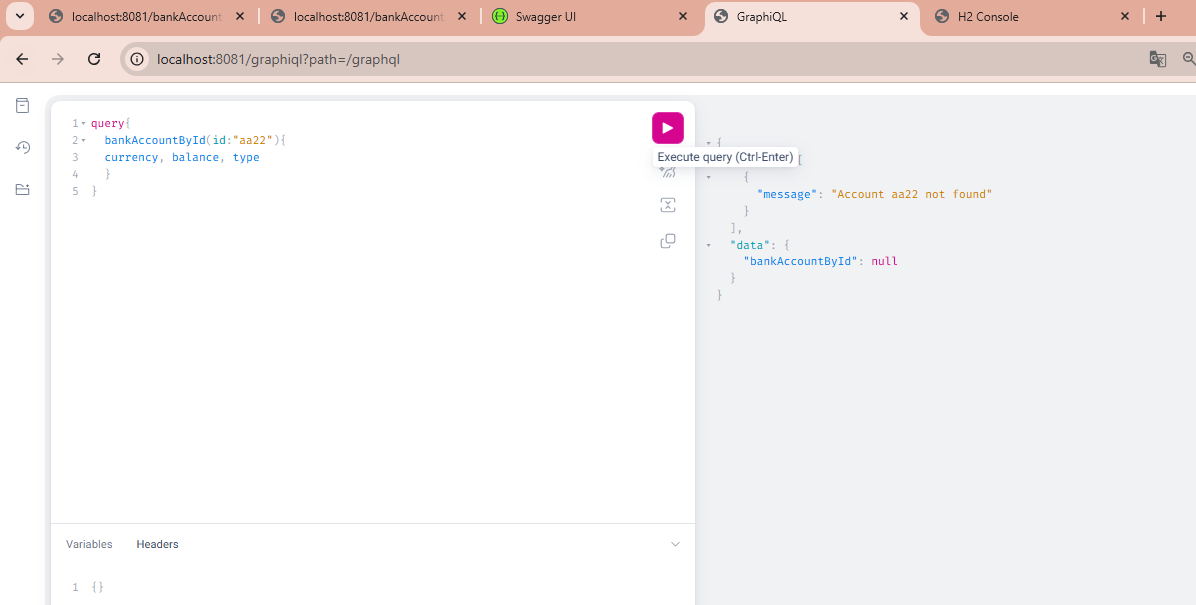 localhost:8081/bankAccount
localhost:8081/bankAccount
Swagger UI
GraphiQL
H2 Console
localhost:8081/graphiql?path=/graphql
1 query{
2 bankAccountById(id:"aa22"){
3 currency, balance, type
4 }
5 }
Execute query (Ctrl-Enter)
{
[
{
"message": "Account aa22 not found"
}
],
"data": {
"bankAccountById": null
}
}
Variables Headers
1 {}